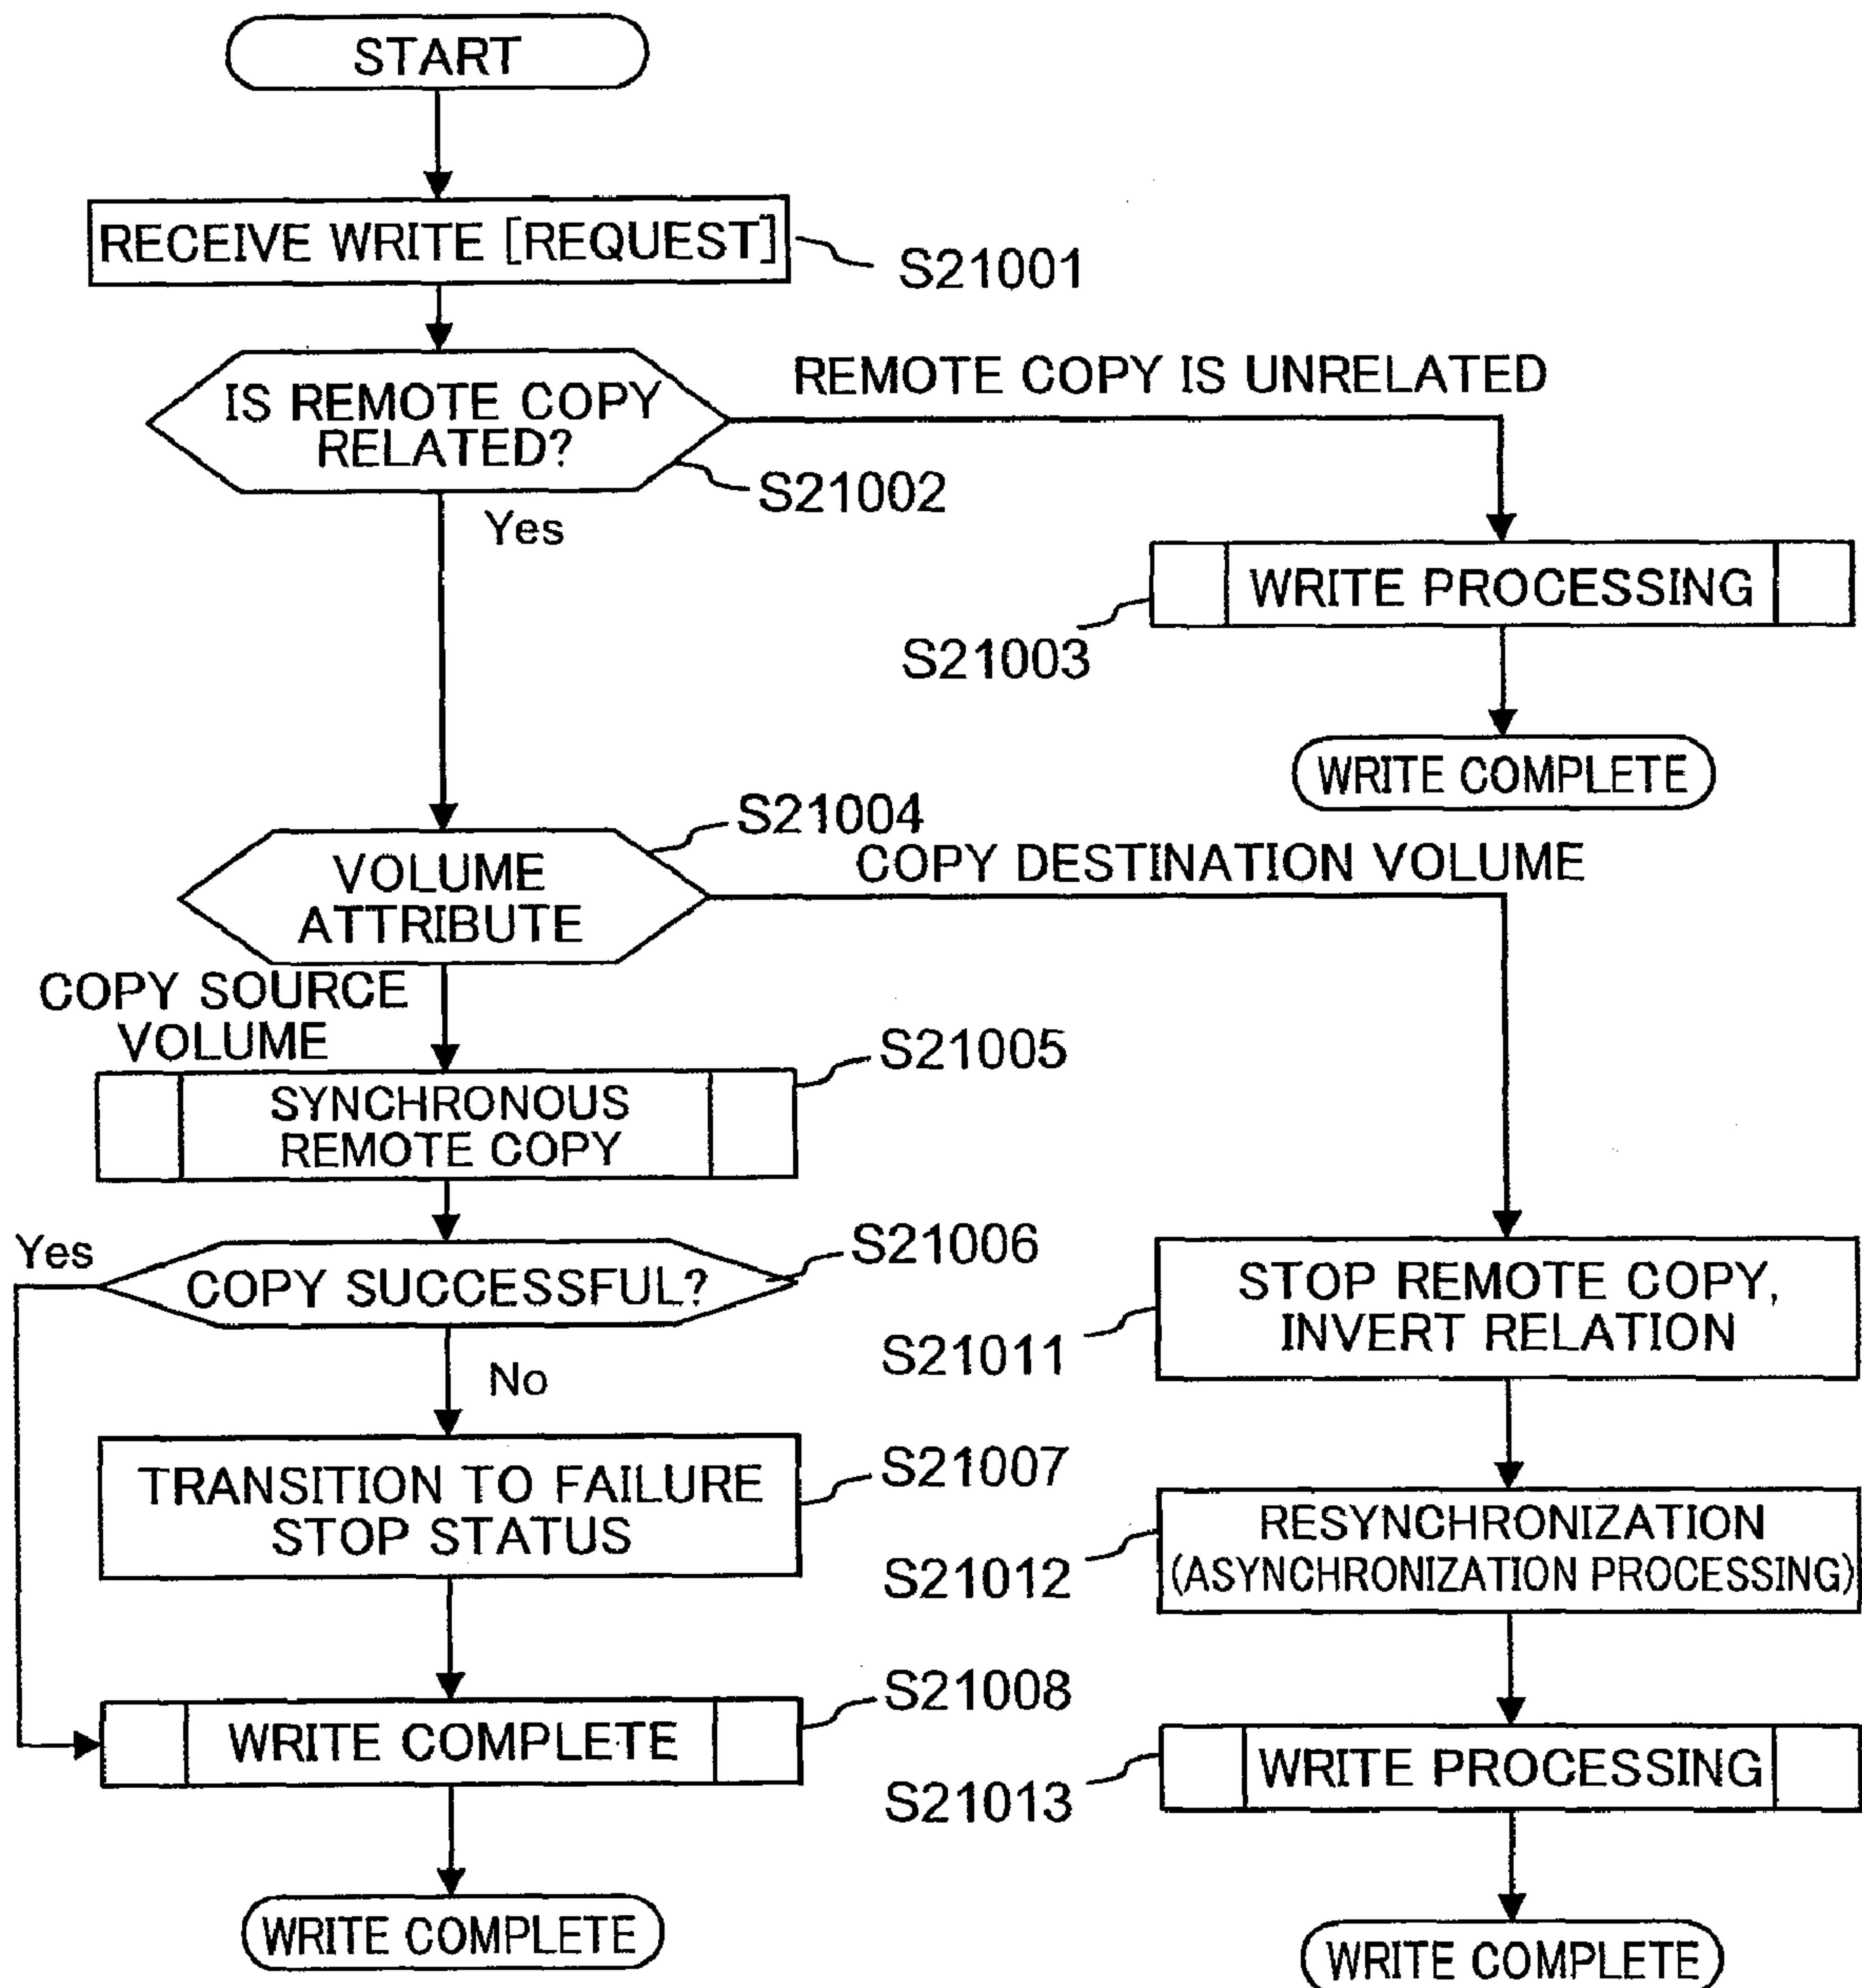 START
RECEIVE WRITE [REQUEST]
S21001
IS REMOTE COPY
RELATED?
REMOTE COPY IS UNRELATED
S21002
Yes
WRITE PROCESSING
S21003
WRITE COMPLETE
S21004
VOLUME
ATTRIBUTE
COPY DESTINATION VOLUME
COPY SOURCE
VOLUME
S21005
SYNCHRONOUS
REMOTE COPY
Yes
S21006
COPY SUCCESSFUL?
No
STOP REMOTE COPY,
INVERT RELATION
S21011
S21007
TRANSITION TO FAILURE
STOP STATUS
RESYNCHRONIZATION
(ASYNCHRONIZATION PROCESSING)
S21012
S21008
WRITE COMPLETE
WRITE PROCESSING
S21013
WRITE COMPLETE
WRITE COMPLETE